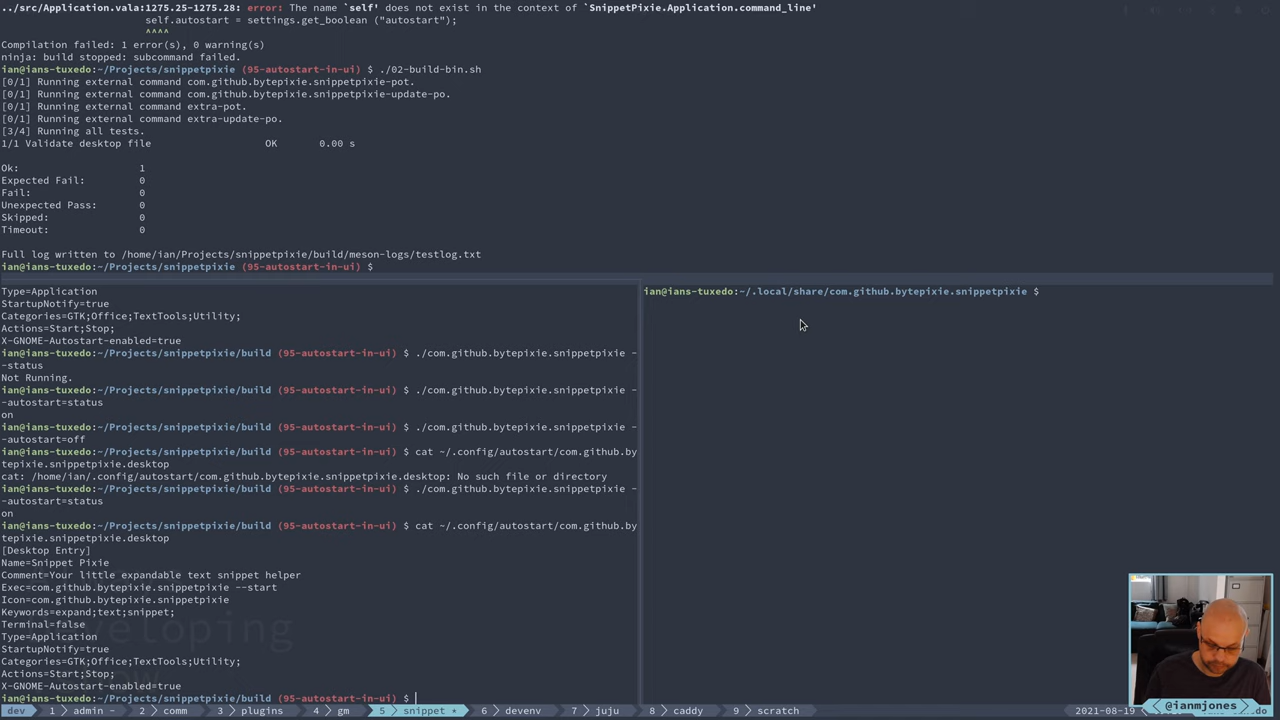 ../src/Application.vala:1275.25-1275.28: error: The name `self' does not exist in the context of `SnippetPixie.Application.command_line'
self.autostart = settings.get_boolean ("autostart");
^^^^
Compilation failed: 1 error(s), 0 warning(s)
ninja: build stopped: subcommand failed.
ian@ians-tuxedo:~/Projects/snippetpixie (95-autostart-in-ui) $ ./02-build-bin.sh
[0/1] Running external command com.github.bytepixie.snippetpixie-pot.
[0/1] Running external command com.github.bytepixie.snippetpixie-update-po.
[0/1] Running external command extra-pot.
[0/1] Running external command extra-update-po.
[3/4] Running all tests.
1/1 Validate desktop file OK 0.00 s
Ok: 1
Expected Fail: 0
Fail: 0
Unexpected Pass: 0
Skipped: 0
Timeout: 0
Full log written to /home/ian/Projects/snippetpixie/build/meson-logs/testlog.txt
ian@ians-tuxedo:~/Projects/snippetpixie (95-autostart-in-ui) $
Type=Application
StartupNotify=true
Categories=GTK;Office;TextTools;Utility;
Actions=Start;Stop;
X-GNOME-Autostart-enabled=true
ian@ians-tuxedo:~/Projects/snippetpixie/build (95-autostart-in-ui) $ ./com.github.bytepixie.snippetpixie -
-status
Not Running.
ian@ians-tuxedo:~/Projects/snippetpixie/build (95-autostart-in-ui) $ ./com.github.bytepixie.snippetpixie -
-autostart=status
on
ian@ians-tuxedo:~/Projects/snippetpixie/build (95-autostart-in-ui) $ ./com.github.bytepixie.snippetpixie -
-autostart=off
ian@ians-tuxedo:~/Projects/snippetpixie/build (95-autostart-in-ui) $ cat ~/.config/autostart/com.github.by
tepixie.snippetpixie.desktop
cat: /home/ian/.config/autostart/com.github.bytepixie.snippetpixie.desktop: No such file or directory
ian@ians-tuxedo:~/Projects/snippetpixie/build (95-autostart-in-ui) $ ./com.github.bytepixie.snippetpixie -
-autostart=status
on
ian@ians-tuxedo:~/Projects/snippetpixie/build (95-autostart-in-ui) $ cat ~/.config/autostart/com.github.by
tepixie.snippetpixie.desktop
[Desktop Entry]
Name=Snippet Pixie
Comment=Your little expandable text snippet helper
Exec=com.github.bytepixie.snippetpixie --start
Icon=com.github.bytepixie.snippetpixie
Keywords=expand;text;snippet;
Terminal=false
Type=Application
StartupNotify=true
Categories=GTK;Office;TextTools;Utility;
Actions=Start;Stop;
X-GNOME-Autostart-enabled=true
ian@ians-tuxedo:~/Projects/snippetpixie/build (95-autostart-in-ui) $
ian@ians-tuxedo:~/.local/share/com.github.bytepixie.snippetpixie $
dev 1 admin - 2 comm 3 plugins 4 gm 5 snippet * 6 devenv 7 juju 8 caddy 9 scratch 2021-08-19
<@ianmjones>